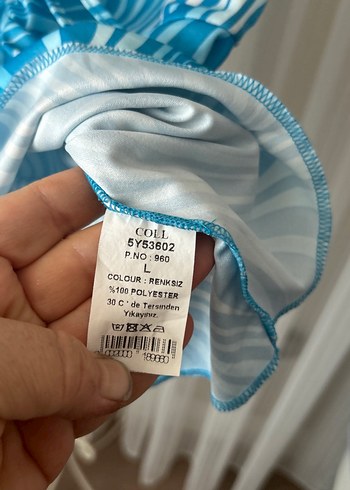 COLL
5Y53602
P.NO : 960
L
COLOUR : RENKSIZ
%100 POLYESTER
30 C ' de Tersinden
Yıkayınız.